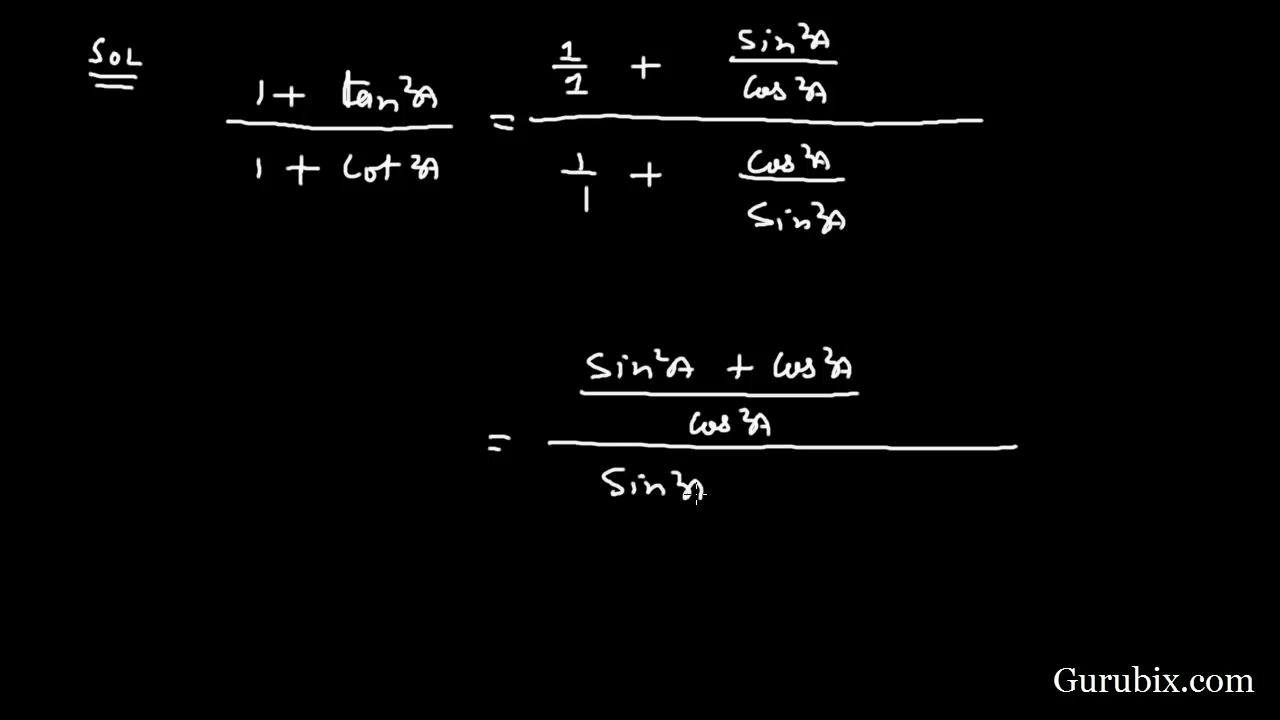 SOL
(1 + tan²A)/(1 + cot²A) = (1/1 + sin²A/cos²A)/(1/1 + cos²A/sin²A)
= ((sin²A + cos²A)/cos²A)/(sin²A
Gurubix.com